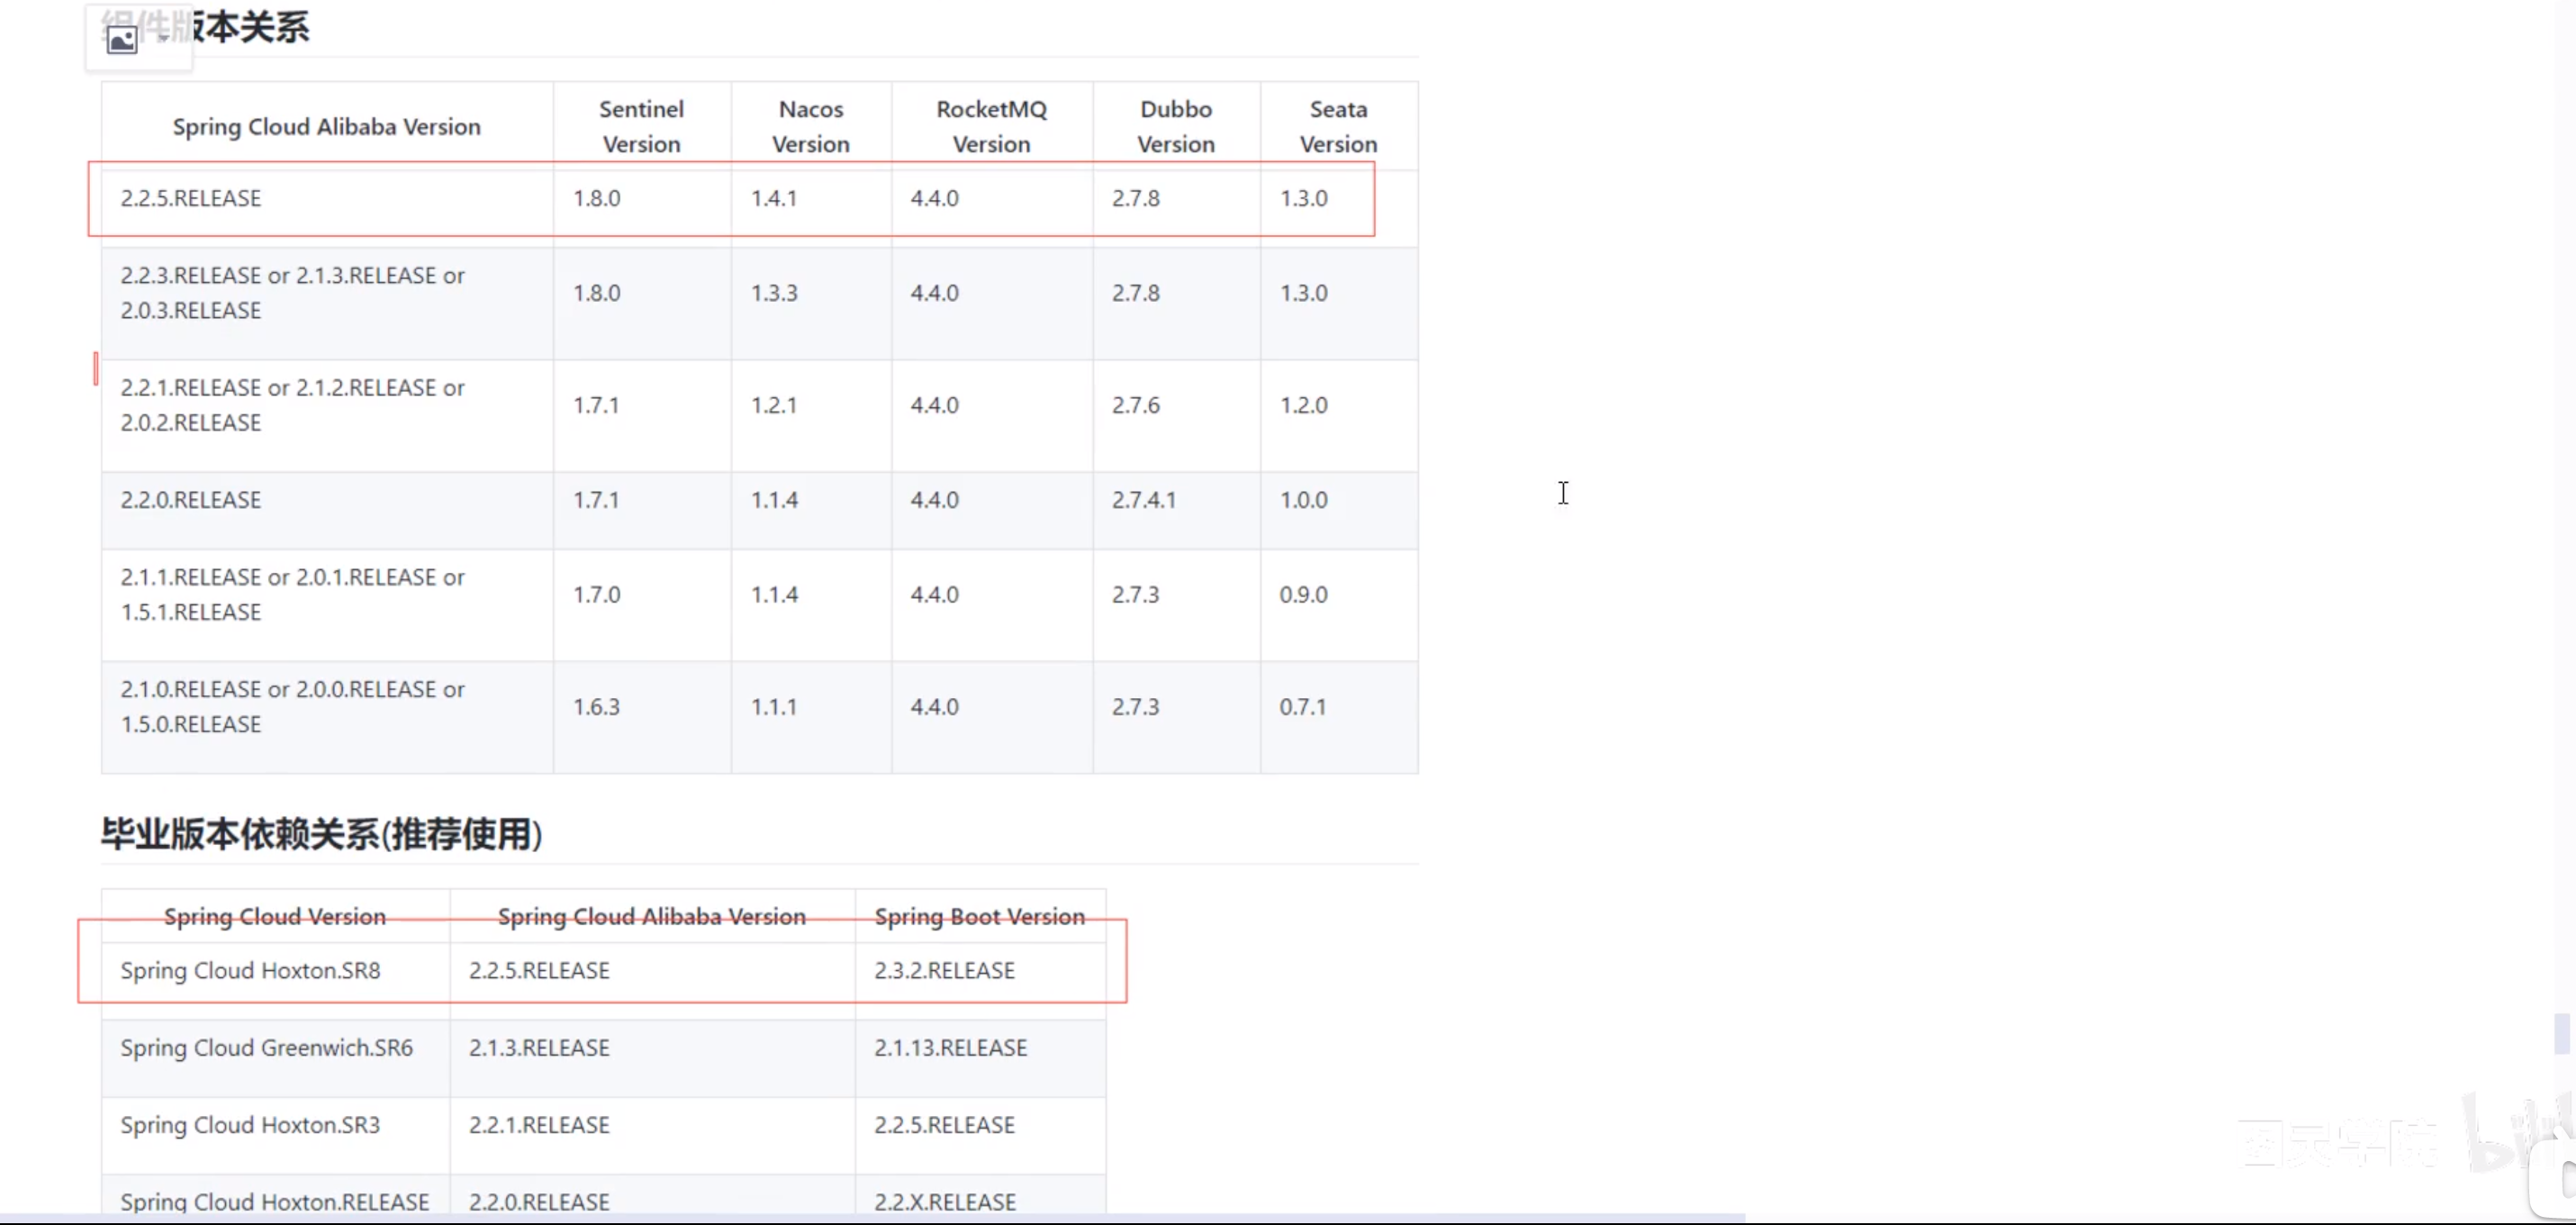 组件版本关系
Spring Cloud Alibaba Version
Sentinel Version
Nacos Version
RocketMQ Version
Dubbo Version
Seata Version
2.2.5.RELEASE 1.8.0 1.4.1 4.4.0 2.7.8 1.3.0
2.2.3.RELEASE or 2.1.3.RELEASE or
2.0.3.RELEASE
1.8.0 1.3.3 4.4.0 2.7.8 1.3.0
2.2.1.RELEASE or 2.1.2.RELEASE or
2.0.2.RELEASE
1.7.1 1.2.1 4.4.0 2.7.6 1.2.0
2.2.0.RELEASE 1.7.1 1.1.4 4.4.0 2.7.4.1 1.0.0
2.1.1.RELEASE or 2.0.1.RELEASE or
1.5.1.RELEASE
1.7.0 1.1.4 4.4.0 2.7.3 0.9.0
2.1.0.RELEASE or 2.0.0.RELEASE or
1.5.0.RELEASE
1.6.3 1.1.1 4.4.0 2.7.3 0.7.1
毕业版本依赖关系(推荐使用)
Spring Cloud Version Spring Cloud Alibaba Version Spring Boot Version
Spring Cloud Hoxton.SR8 2.2.5.RELEASE 2.3.2.RELEASE
Spring Cloud Greenwich.SR6 2.1.3.RELEASE 2.1.13.RELEASE
Spring Cloud Hoxton.SR3 2.2.1.RELEASE 2.2.5.RELEASE
Spring Cloud Hoxton.RELEASE 2.2.0.RELEASE 2.2.X.RELEASE